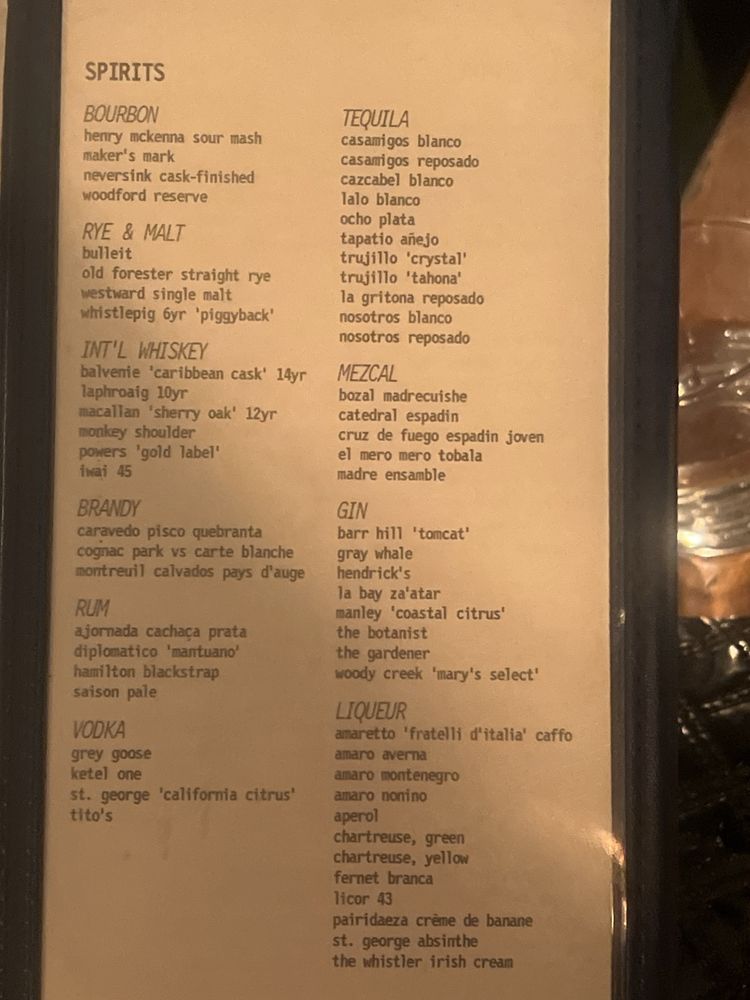 SPIRITS
BOURBON
henry mckenna sour mash
maker's mark
neversink cask-finished
woodford reserve
RYE & MALT
bulleit
old forester straight rye
westward single malt
whistlepig 6yr 'piggyback'
INT'L WHISKEY
balvenie 'caribbean cask' 14yr
laphroaig 10yr
macallan 'sherry oak' 12yr
monkey shoulder
powers 'gold label'
iwai 45
BRANDY
caravedo pisco quebranta
cognac park vs carte blanche
montreuil calvados pays d'auge
RUM
ajornada cachaça prata
diplomatico 'mantuano'
hamilton blackstrap
saison pale
VODKA
grey goose
ketel one
st. george 'california citrus'
tito's
TEQUILA
casamigos blanco
casamigos reposado
cazcabel blanco
lalo blanco
ocho plata
tapatio añejo
trujillo 'crystal'
trujillo 'tahona'
la gritona reposado
nosotros blanco
nosotros reposado
MEZCAL
bozal madrecuishe
catedral espadin
cruz de fuego espadin joven
el mero mero tobala
madre ensamble
GIN
barr hill 'tomcat'
gray whale
hendrick's
la bay za'atar
manley 'coastal citrus'
the botanist
the gardener
woody creek 'mary's select'
LIQUEUR
amaretto 'fratelli d'italia' caffo
amaro averna
amaro montenegro
amaro nonino
aperol
chartreuse, green
chartreuse, yellow
fernet branca
licor 43
pairidaeza crème de banane
st. george absinthe
the whistler irish cream